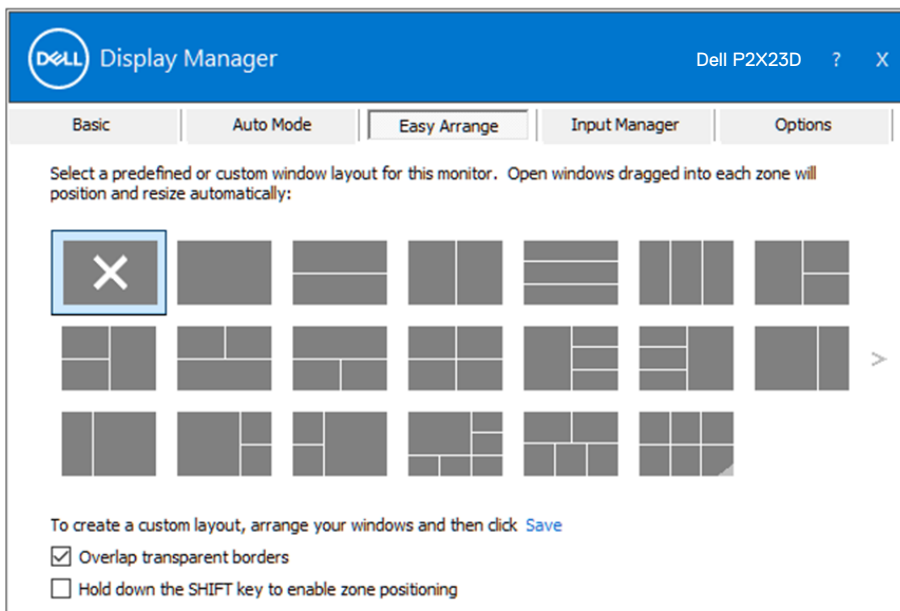 DELL Display Manager Dell P2X23D ? X
Basic Auto Mode Easy Arrange Input Manager Options
Select a predefined or custom window layout for this monitor. Open windows dragged into each zone will
position and resize automatically:
>
To create a custom layout, arrange your windows and then click Save
Overlap transparent borders
Hold down the SHIFT key to enable zone positioning